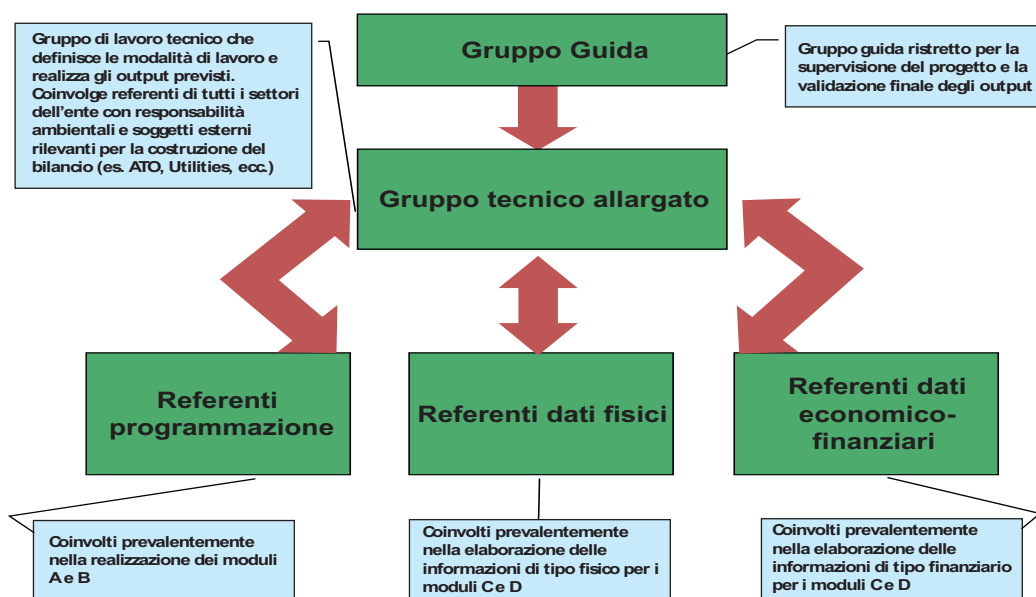 Gruppo di lavoro tecnico che
definisce le modalità di lavoro e
realizza gli output previsti.
Coinvolge referenti di tutti i settori
dell'ente con responsabilità
ambientali e soggetti esterni
rilevanti per la costruzione del
bilancio (es. ATO, Utilities, ecc.)
Gruppo Guida
Gruppo guida ristretto per la
supervisione del progetto e la
validazione finale degli output
Gruppo tecnico allargato
Referenti
programmazione
Referenti dati fisici
Referenti dati
economico-
finanziari
Coinvolti prevalentemente
nella realizzazione dei moduli
A e B
Coinvolti prevalentemente
nella elaborazione delle
informazioni di tipo fisico per i
moduli C e D
Coinvolti prevalentemente
nella elaborazione delle
informazioni di tipo finanziario
per i moduli C e D